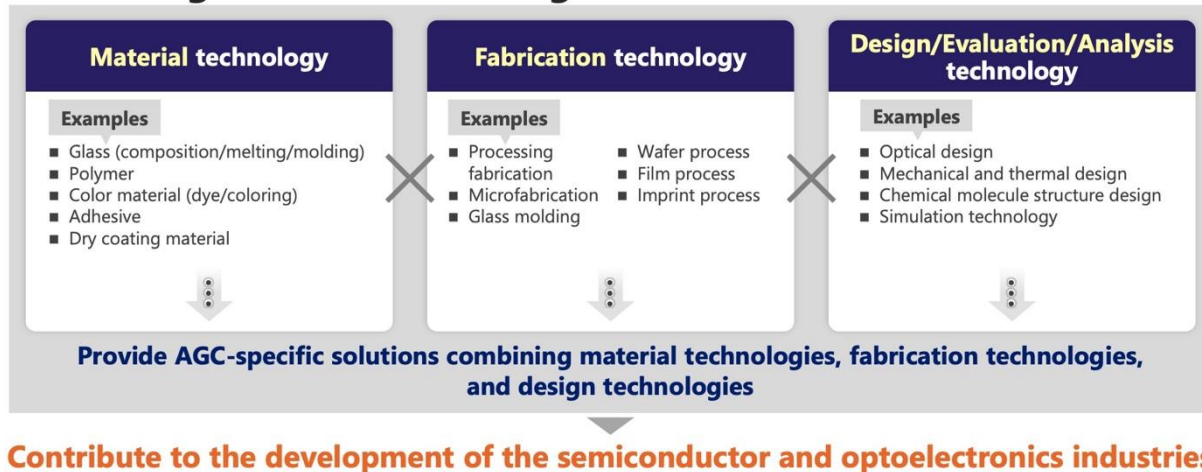 Material technology
Examples
■ Glass (composition/melting/molding)
■ Polymer
■ Color material (dye/coloring)
■ Adhesive
■ Dry coating material
Fabrication technology
Examples
■ Processing
fabrication
■ Microfabrication
■ Glass molding
■ Wafer process
■ Film process
■ Imprint process
Design/Evaluation/Analysis
technology
Examples
■ Optical design
■ Mechanical and thermal design
■ Chemical molecule structure design
■ Simulation technology
Provide AGC-specific solutions combining material technologies, fabrication technologies,
and design technologies
Contribute to the development of the semiconductor and optoelectronics industrie